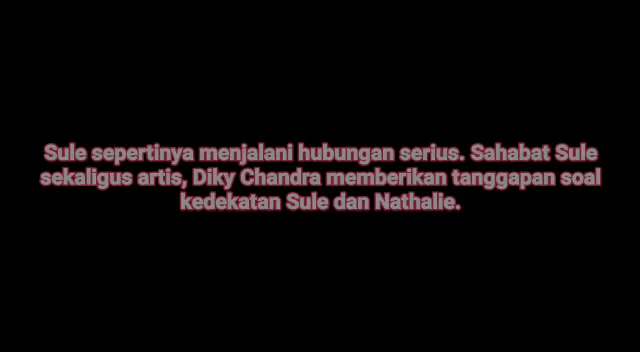 Sule sepertinya menjalani hubungan serius. Sahabat Sule
sekaligus artis, Diky Chandra memberikan tanggapan soal
kedekatan Sule dan Nathalie.